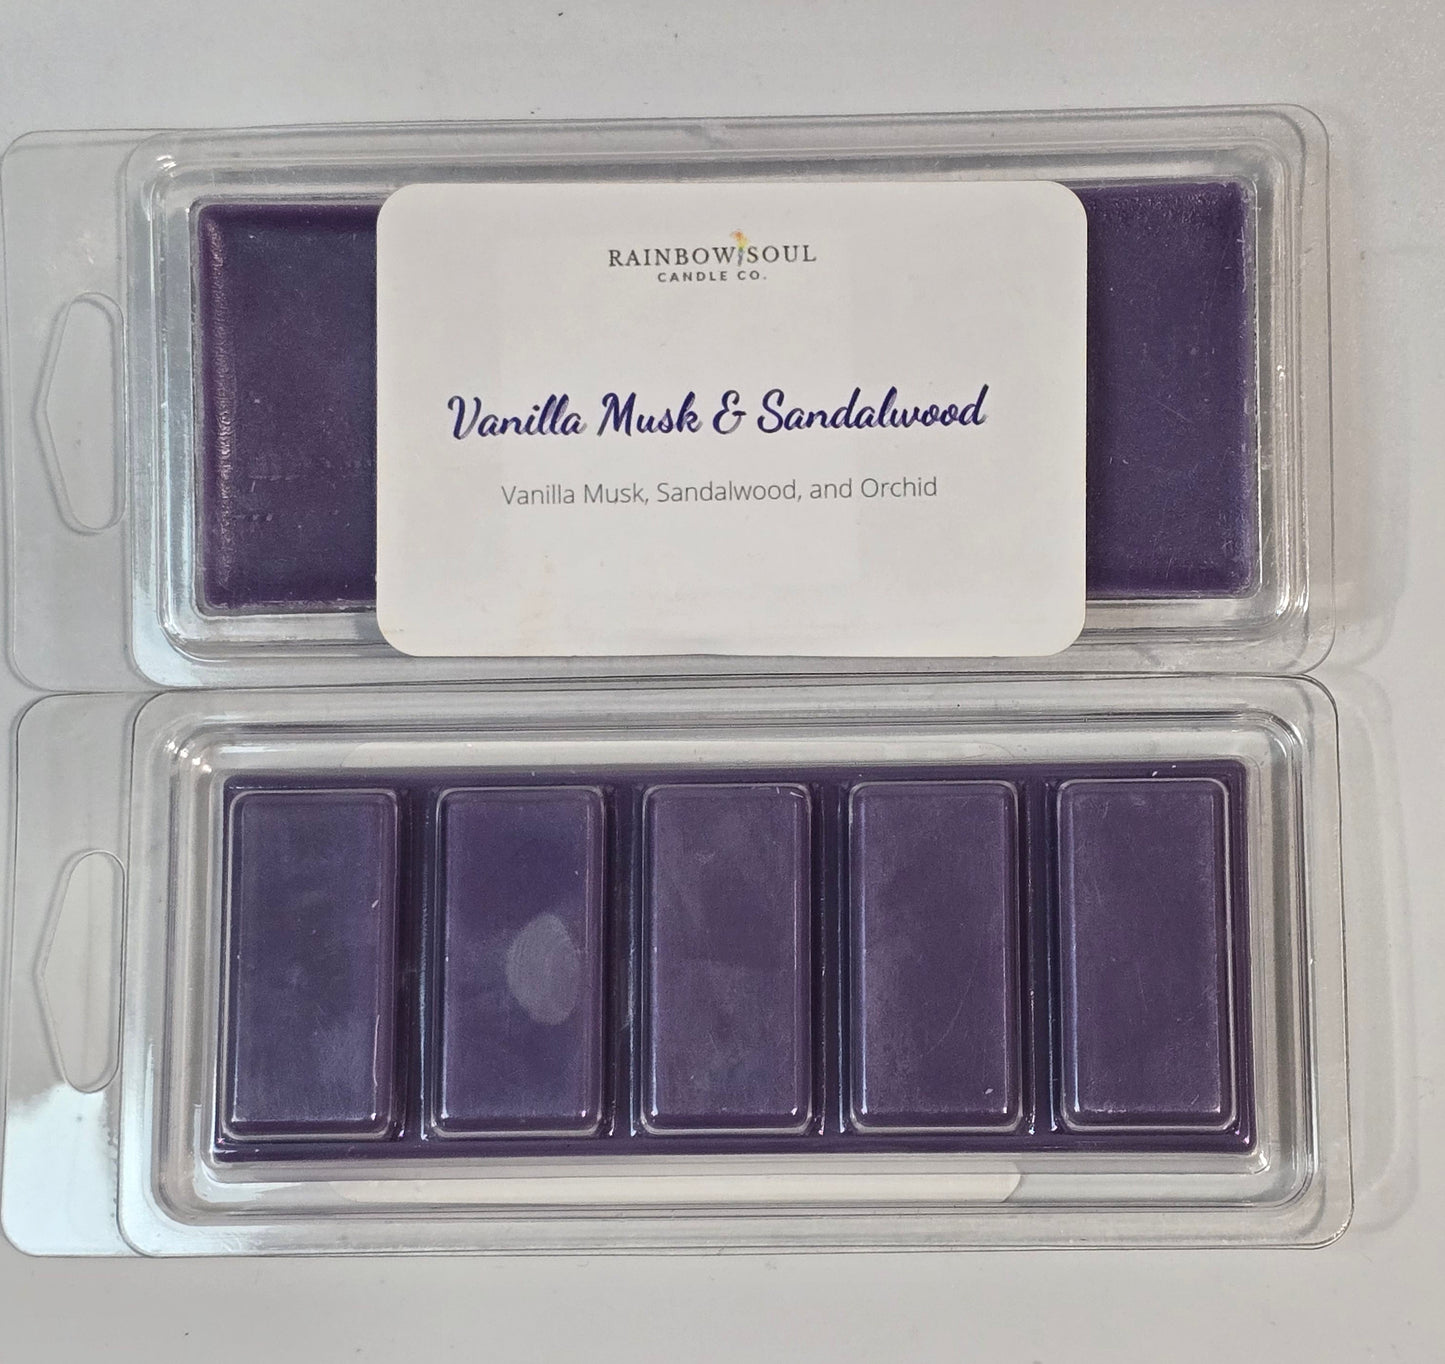 RAINBOW SOUL
CANDLE CO.
Vanilla Musk & Sandalwood
Vanilla Musk, Sandalwood, and Orchid